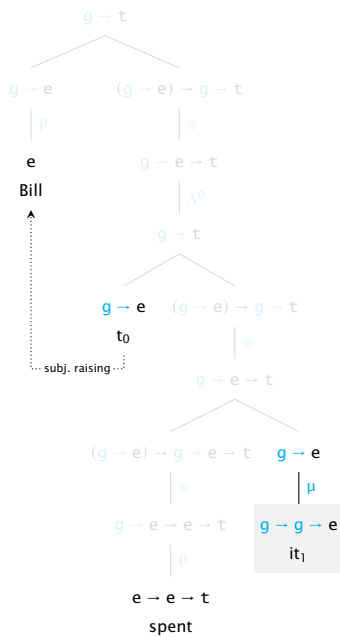 g → t
g → e (g → e) → g → t
ρ ⊛
e g → e → t
Bill Λ⁰
g → t
g → e (g → e) → g → t
t₀ ⊛
subj. raising g → e → t
(g → e) → g → e → t g → e
⊛ μ
g → e → e → t g → g → e
ρ it₁
e → e → t
spent